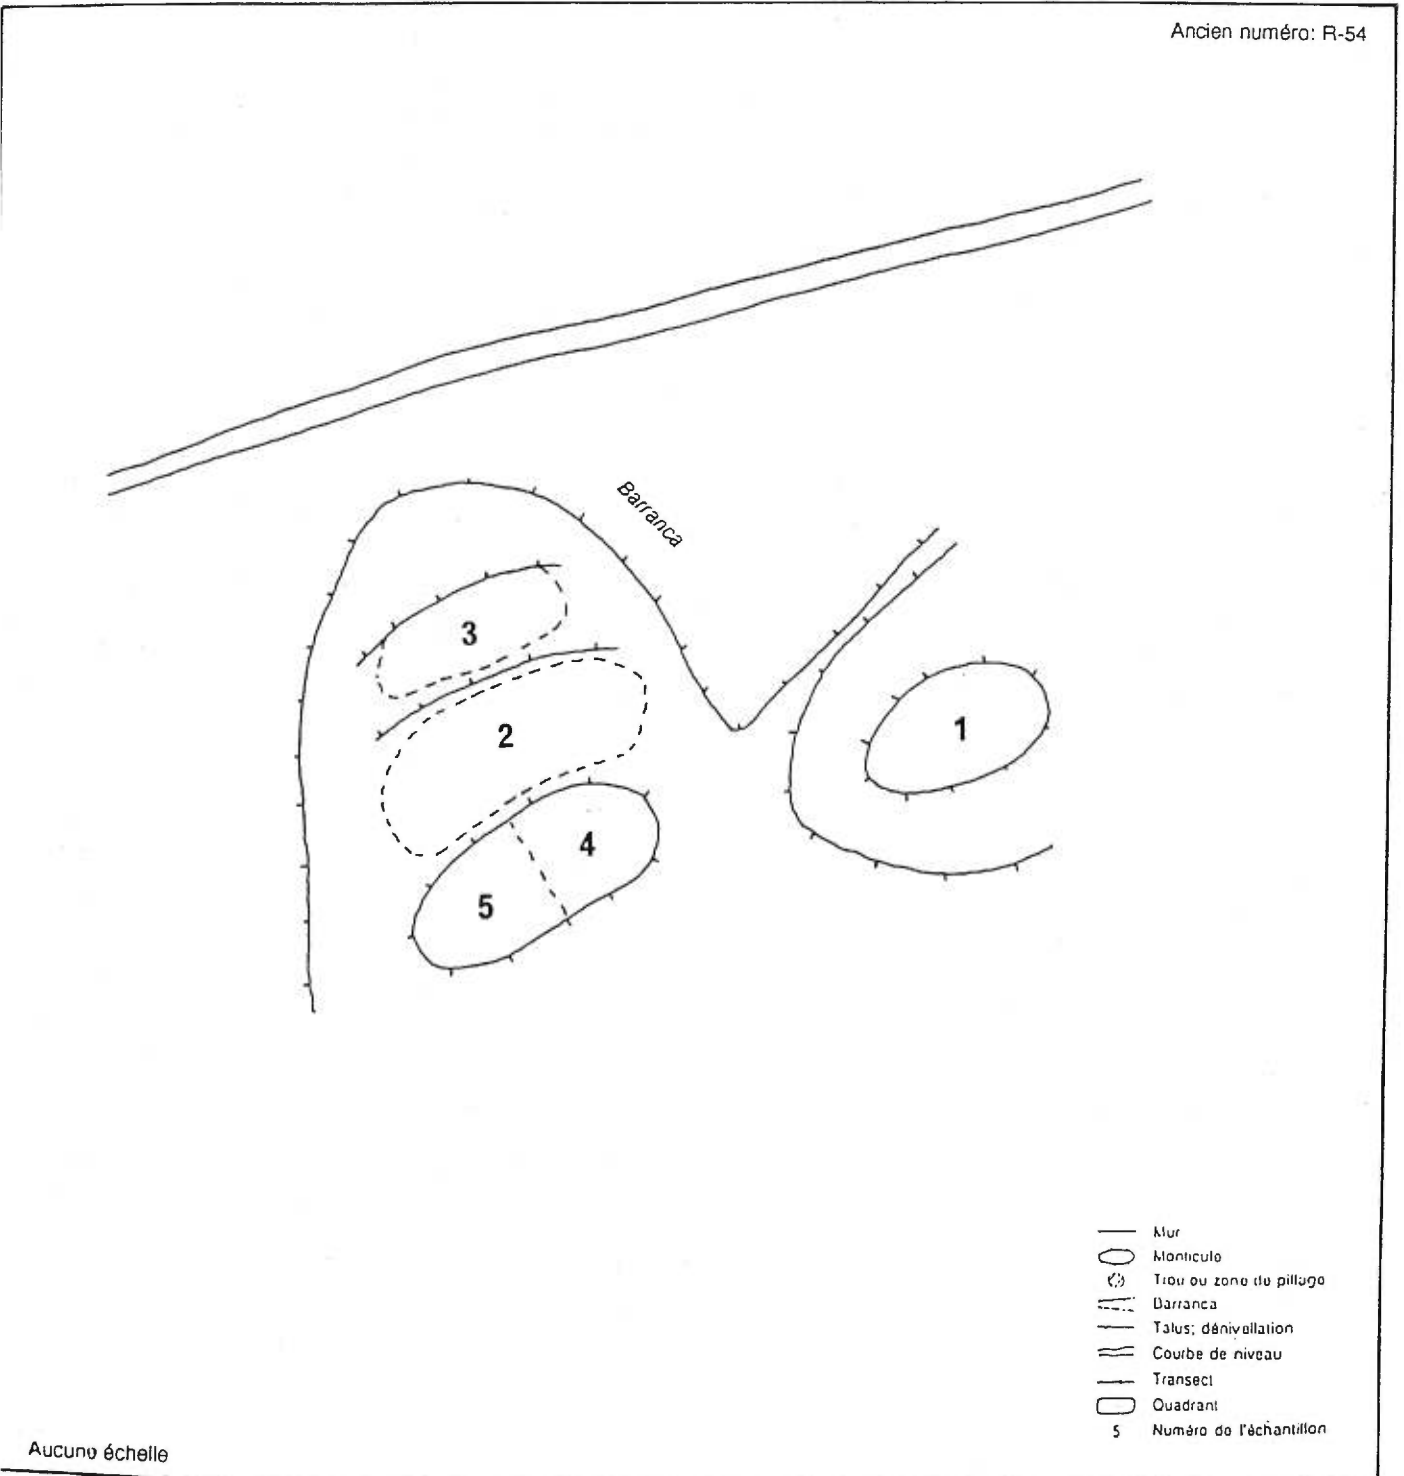 Ancien numéro: R-54
Barranca
3
2
1
4
5
Mur
Monticule
Trou ou zone de pillage
Barranca
Talus; dénivellation
Courbe de niveau
Transect
Quadrant
5 Numéro de l'échantillon
Aucune échelle